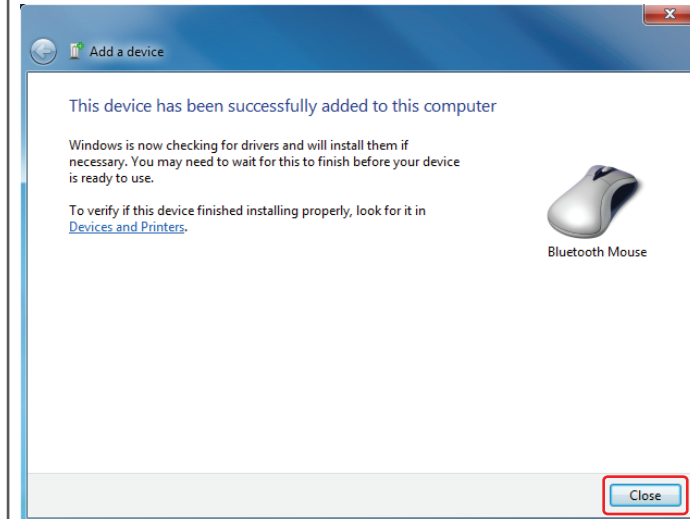 Add a device
This device has been successfully added to this computer
Windows is now checking for drivers and will install them if
necessary. You may need to wait for this to finish before your device
is ready to use.
To verify if this device finished installing properly, look for it in
Devices and Printers.
Bluetooth Mouse
Close